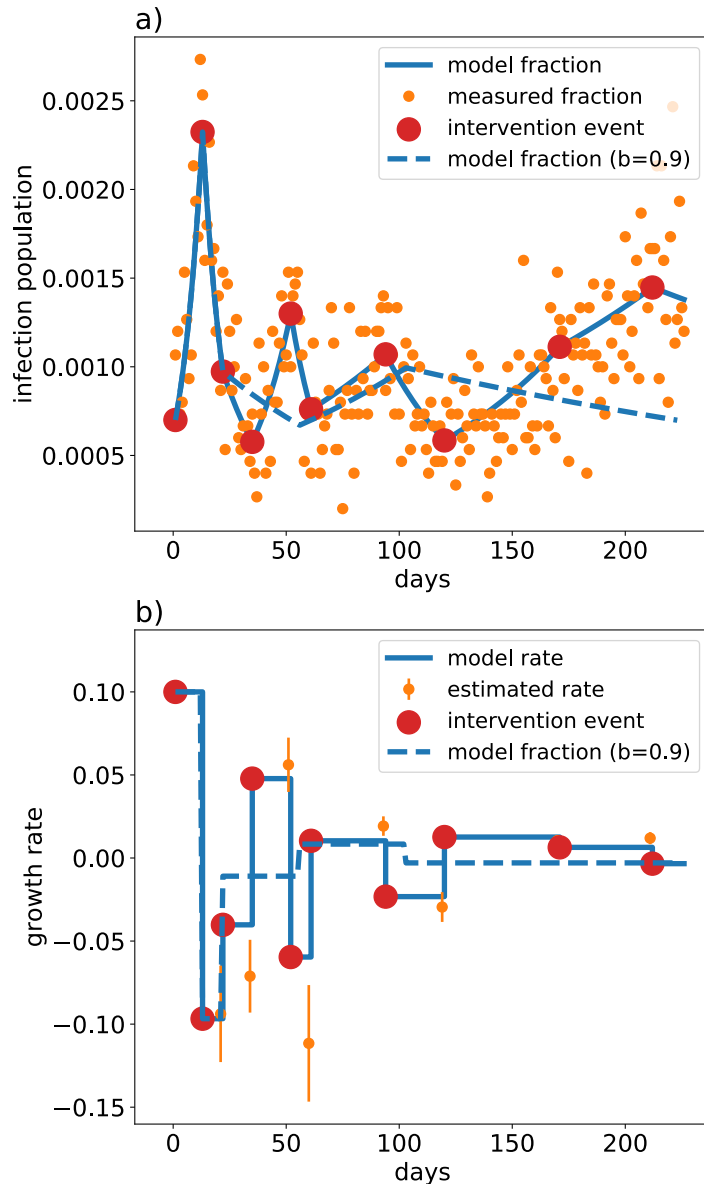 a)
model fraction
measured fraction
intervention event
model fraction (b=0.9)
0.0025
0.0020
0.0015
0.0010
0.0005
infection population
0 50 100 150 200
days
b)
model rate
estimated rate
intervention event
model fraction (b=0.9)
0.10
0.05
0.00
−0.05
−0.10
−0.15
growth rate
0 50 100 150 200
days